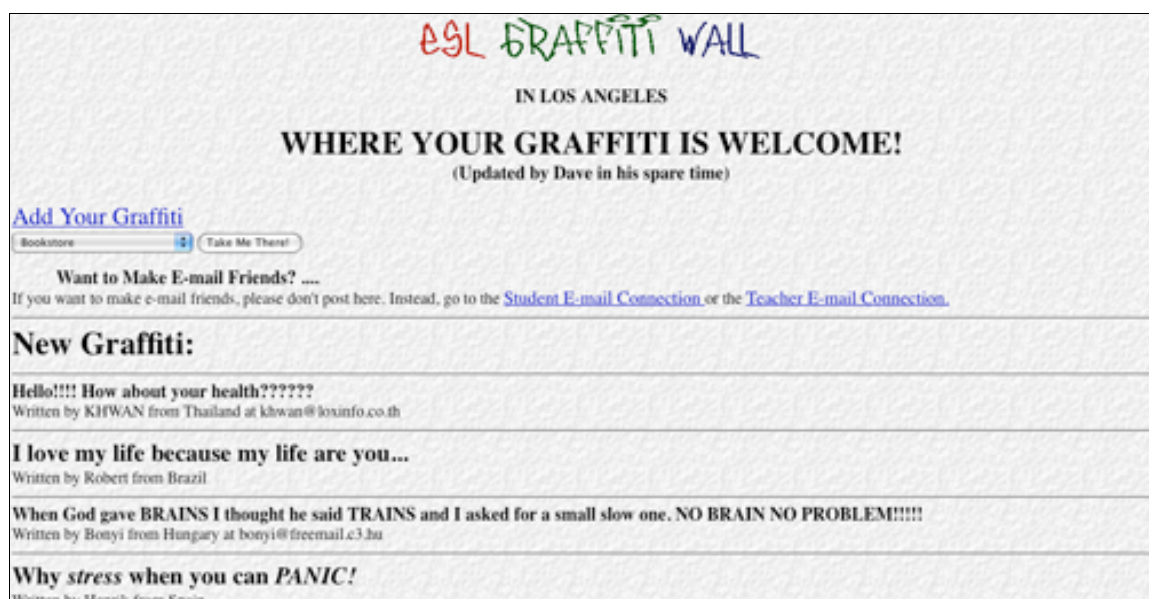 ESL GRAFFITI WALL
IN LOS ANGELES
WHERE YOUR GRAFFITI IS WELCOME!
(Updated by Dave in his spare time)
Add Your Graffiti
Bookstore Take Me There!
Want to Make E-mail Friends? ....
If you want to make e-mail friends, please don't post here. Instead, go to the Student E-mail Connection or the Teacher E-mail Connection.
New Graffiti:
Hello!!!! How about your health??????
Written by KHWAN from Thailand at khwan@loxinfo.co.th
I love my life because my life are you...
Written by Robert from Brazil
When God gave BRAINS I thought he said TRAINS and I asked for a small slow one. NO BRAIN NO PROBLEM!!!!!
Written by Bonyi from Hungary at bonyi@freemail.c3.hu
Why stress when you can PANIC!
Written by Henrik from Spain